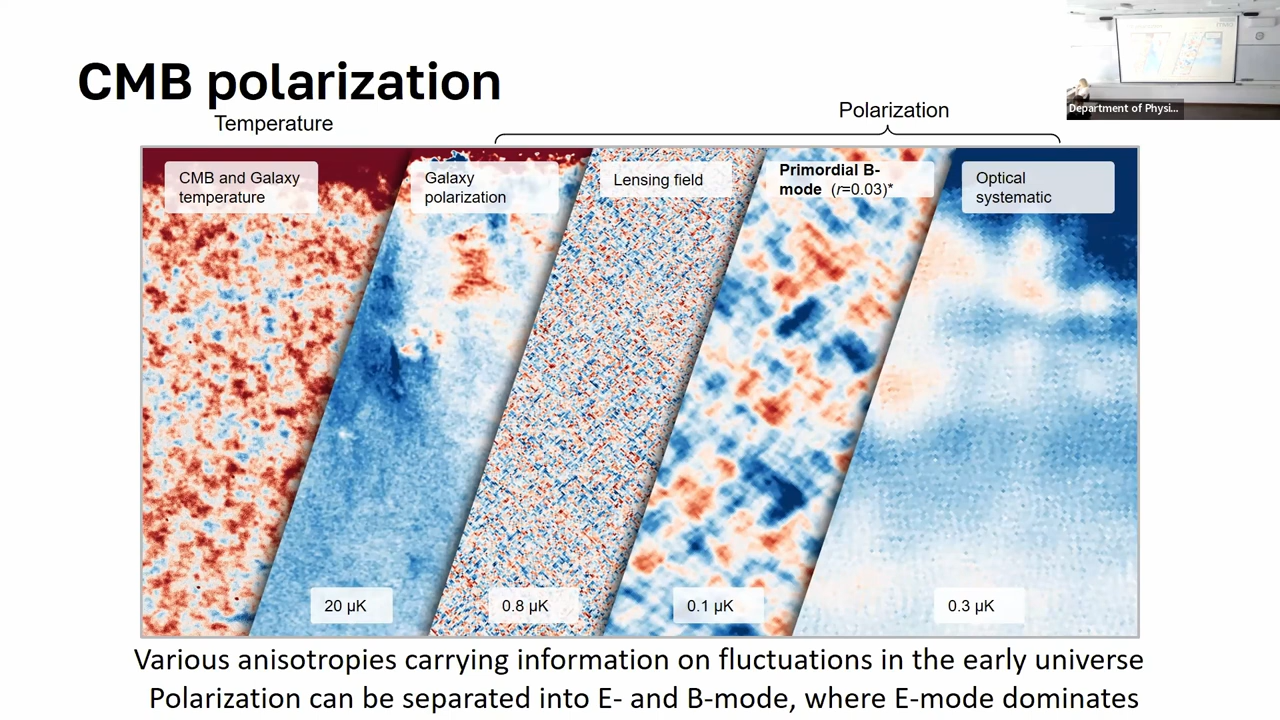 CMB polarization
Temperature
Polarization
CMB and Galaxy
temperature
Galaxy
polarization
Lensing field
Primordial B-
mode (r=0.03)*
Optical
systematic
20 µK
0.8 µK
0.1 µK
0.3 µK
Various anisotropies carrying information on fluctuations in the early universe
Polarization can be separated into E- and B-mode, where E-mode dominates
Department of Physi...